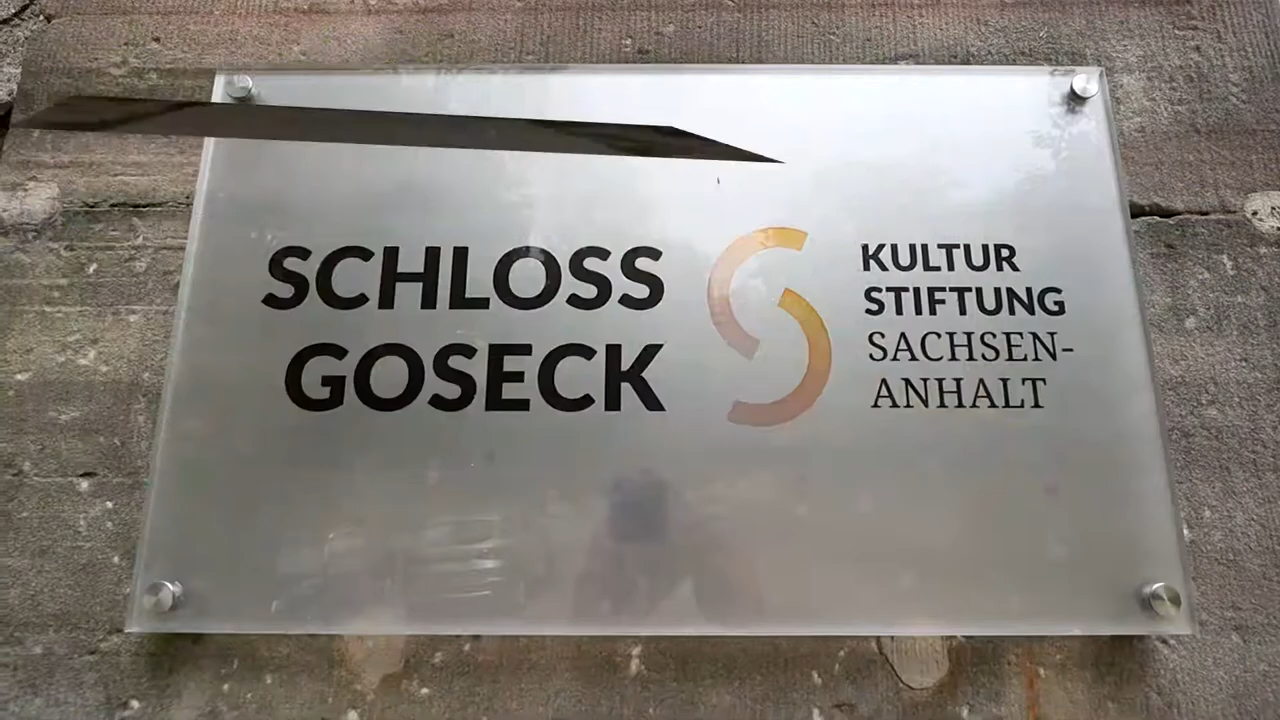 SCHLOSS
GOSECK
KULTUR
STIFTUNG
SACHSEN-
ANHALT